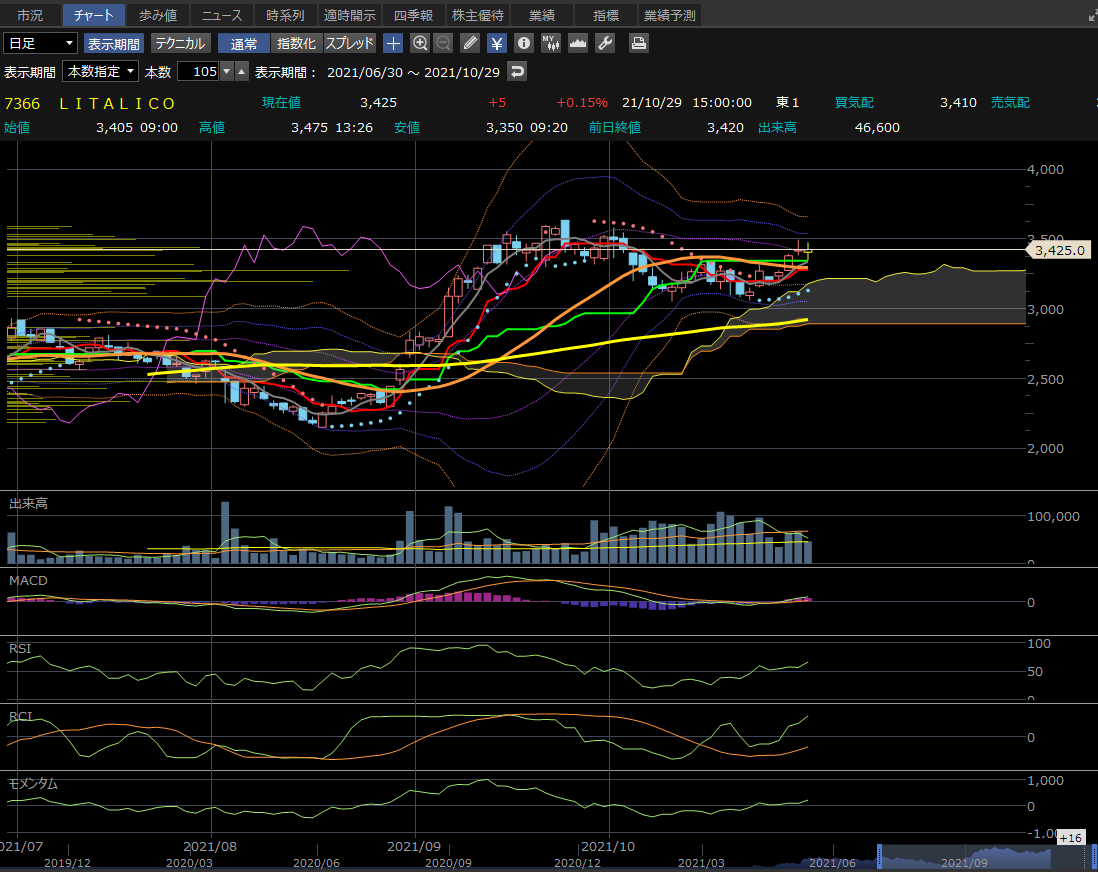 市況 チャート 歩み値 ニュース 時系列 適時開示 四季報 株主優待 業績 指標 業績予測
日足 表示期間 テクニカル 通常 指数化 スプレッド ¥ MY
表示期間 本数指定 本数 105 表示期間： 2021/06/30 ～ 2021/10/29
7366 ＬＩＴＡＬＩＣＯ 現在値 3,425 +5 +0.15% 21/10/29 15:00:00 東1 買気配 3,410 売気配
始値 3,405 09:00 高値 3,475 13:26 安値 3,350 09:20 前日終値 3,420 出来高 46,600
4,000
3,425.0
3,000
2,500
2,000
出来高
100,000
MACD
0
RSI
100
50
RCI
0
モメンタム
1,000
0
+16
2021/08 2021/09 2021/10
2019/12 2020/03 2020/06 2020/09 2020/12 2021/03 2021/06 2021/09